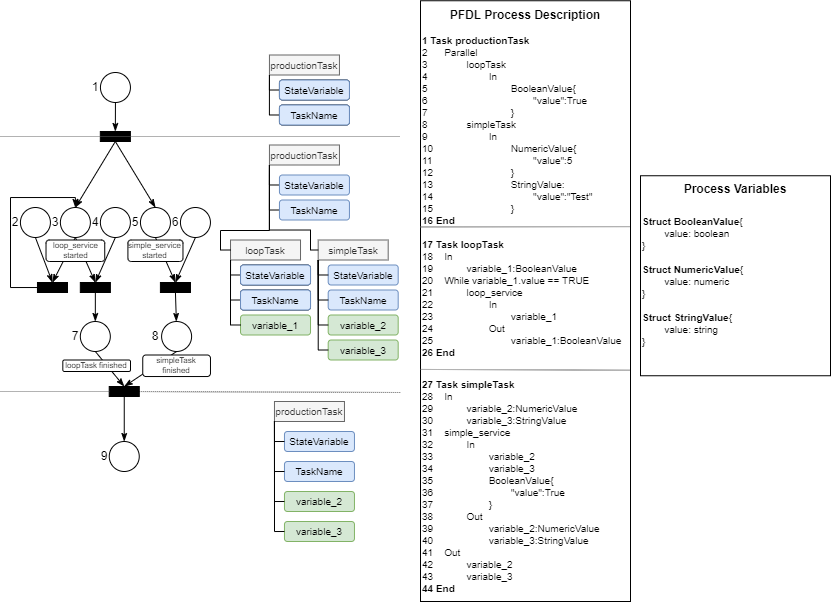 1
2
3
4
5
6
loop_service
started
simple_service
started
7
8
loopTask finished
simpleTask
finished
9
productionTask
StateVariable
TaskName
productionTask
StateVariable
TaskName
loopTask
StateVariable
TaskName
variable_1
simpleTask
StateVariable
TaskName
variable_2
variable_3
productionTask
StateVariable
TaskName
variable_2
variable_3
PFDL Process Description
1 Task productionTask
2 Parallel
3 loopTask
4 In
5 BooleanValue{
6 "value":True
7 }
8 simpleTask
9 In
10 NumericValue{
11 "value":5
12 }
13 StringValue:
14 "value":"Test"
15 }
16 End
17 Task loopTask
18 In
19 variable_1:BooleanValue
20 While variable_1.value == TRUE
21 loop_service
22 In
23 variable_1
24 Out
25 variable_1:BooleanValue
26 End
27 Task simpleTask
28 In
29 variable_2:NumericValue
30 variable_3:StringValue
31 simple_service
32 In
33 variable_2
34 variable_3
35 BooleanValue{
36 "value":True
37 }
38 Out
39 variable_2:NumericValue
40 variable_3:StringValue
41 Out
42 variable_2
43 variable_3
44 End
Process Variables
Struct BooleanValue{
value: boolean
}
Struct NumericValue{
value: numeric
}
Struct StringValue{
value: string
}